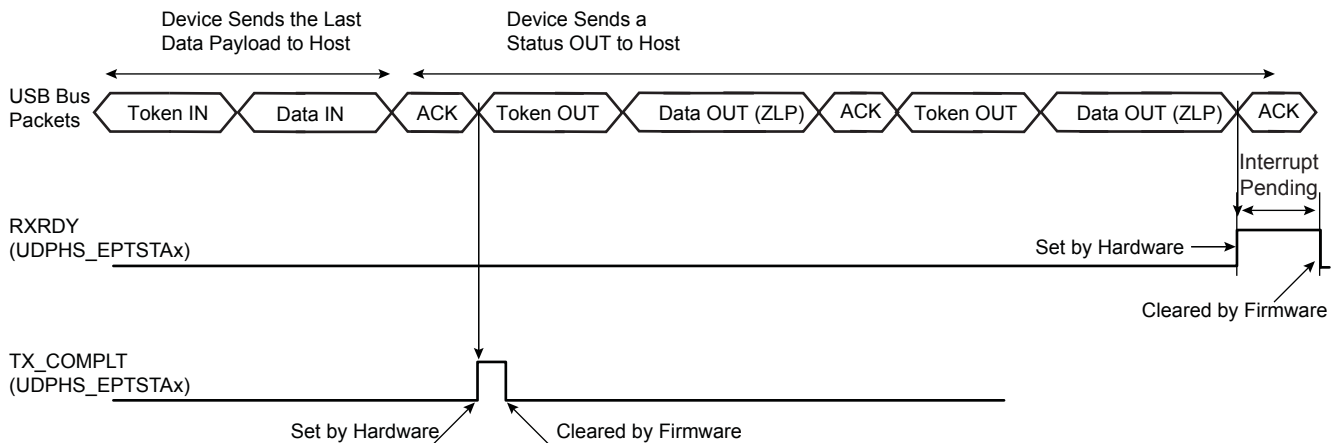 Device Sends the Last
Data Payload to Host
Device Sends a
Status OUT to Host
USB Bus
Packets
Token IN
Data IN
ACK
Token OUT
Data OUT (ZLP)
ACK
Token OUT
Data OUT (ZLP)
ACK
Interrupt
Pending
RXRDY
(UDPHS_EPTSTAx)
Set by Hardware
Cleared by Firmware
TX_COMPLT
(UDPHS_EPTSTAx)
Set by Hardware
Cleared by Firmware